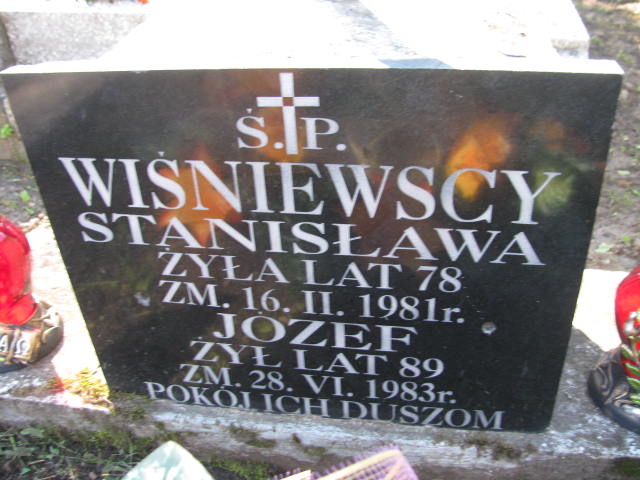 Ś. P.
WIŚNIEWSCY
STANISŁAWA
ŻYŁA LAT 78
ZM. 16. II. 1981r.
JÓZEF
ŻYŁ LAT 89
ZM. 28. VI. 1983r.
POKÓJ ICH DUSZOM